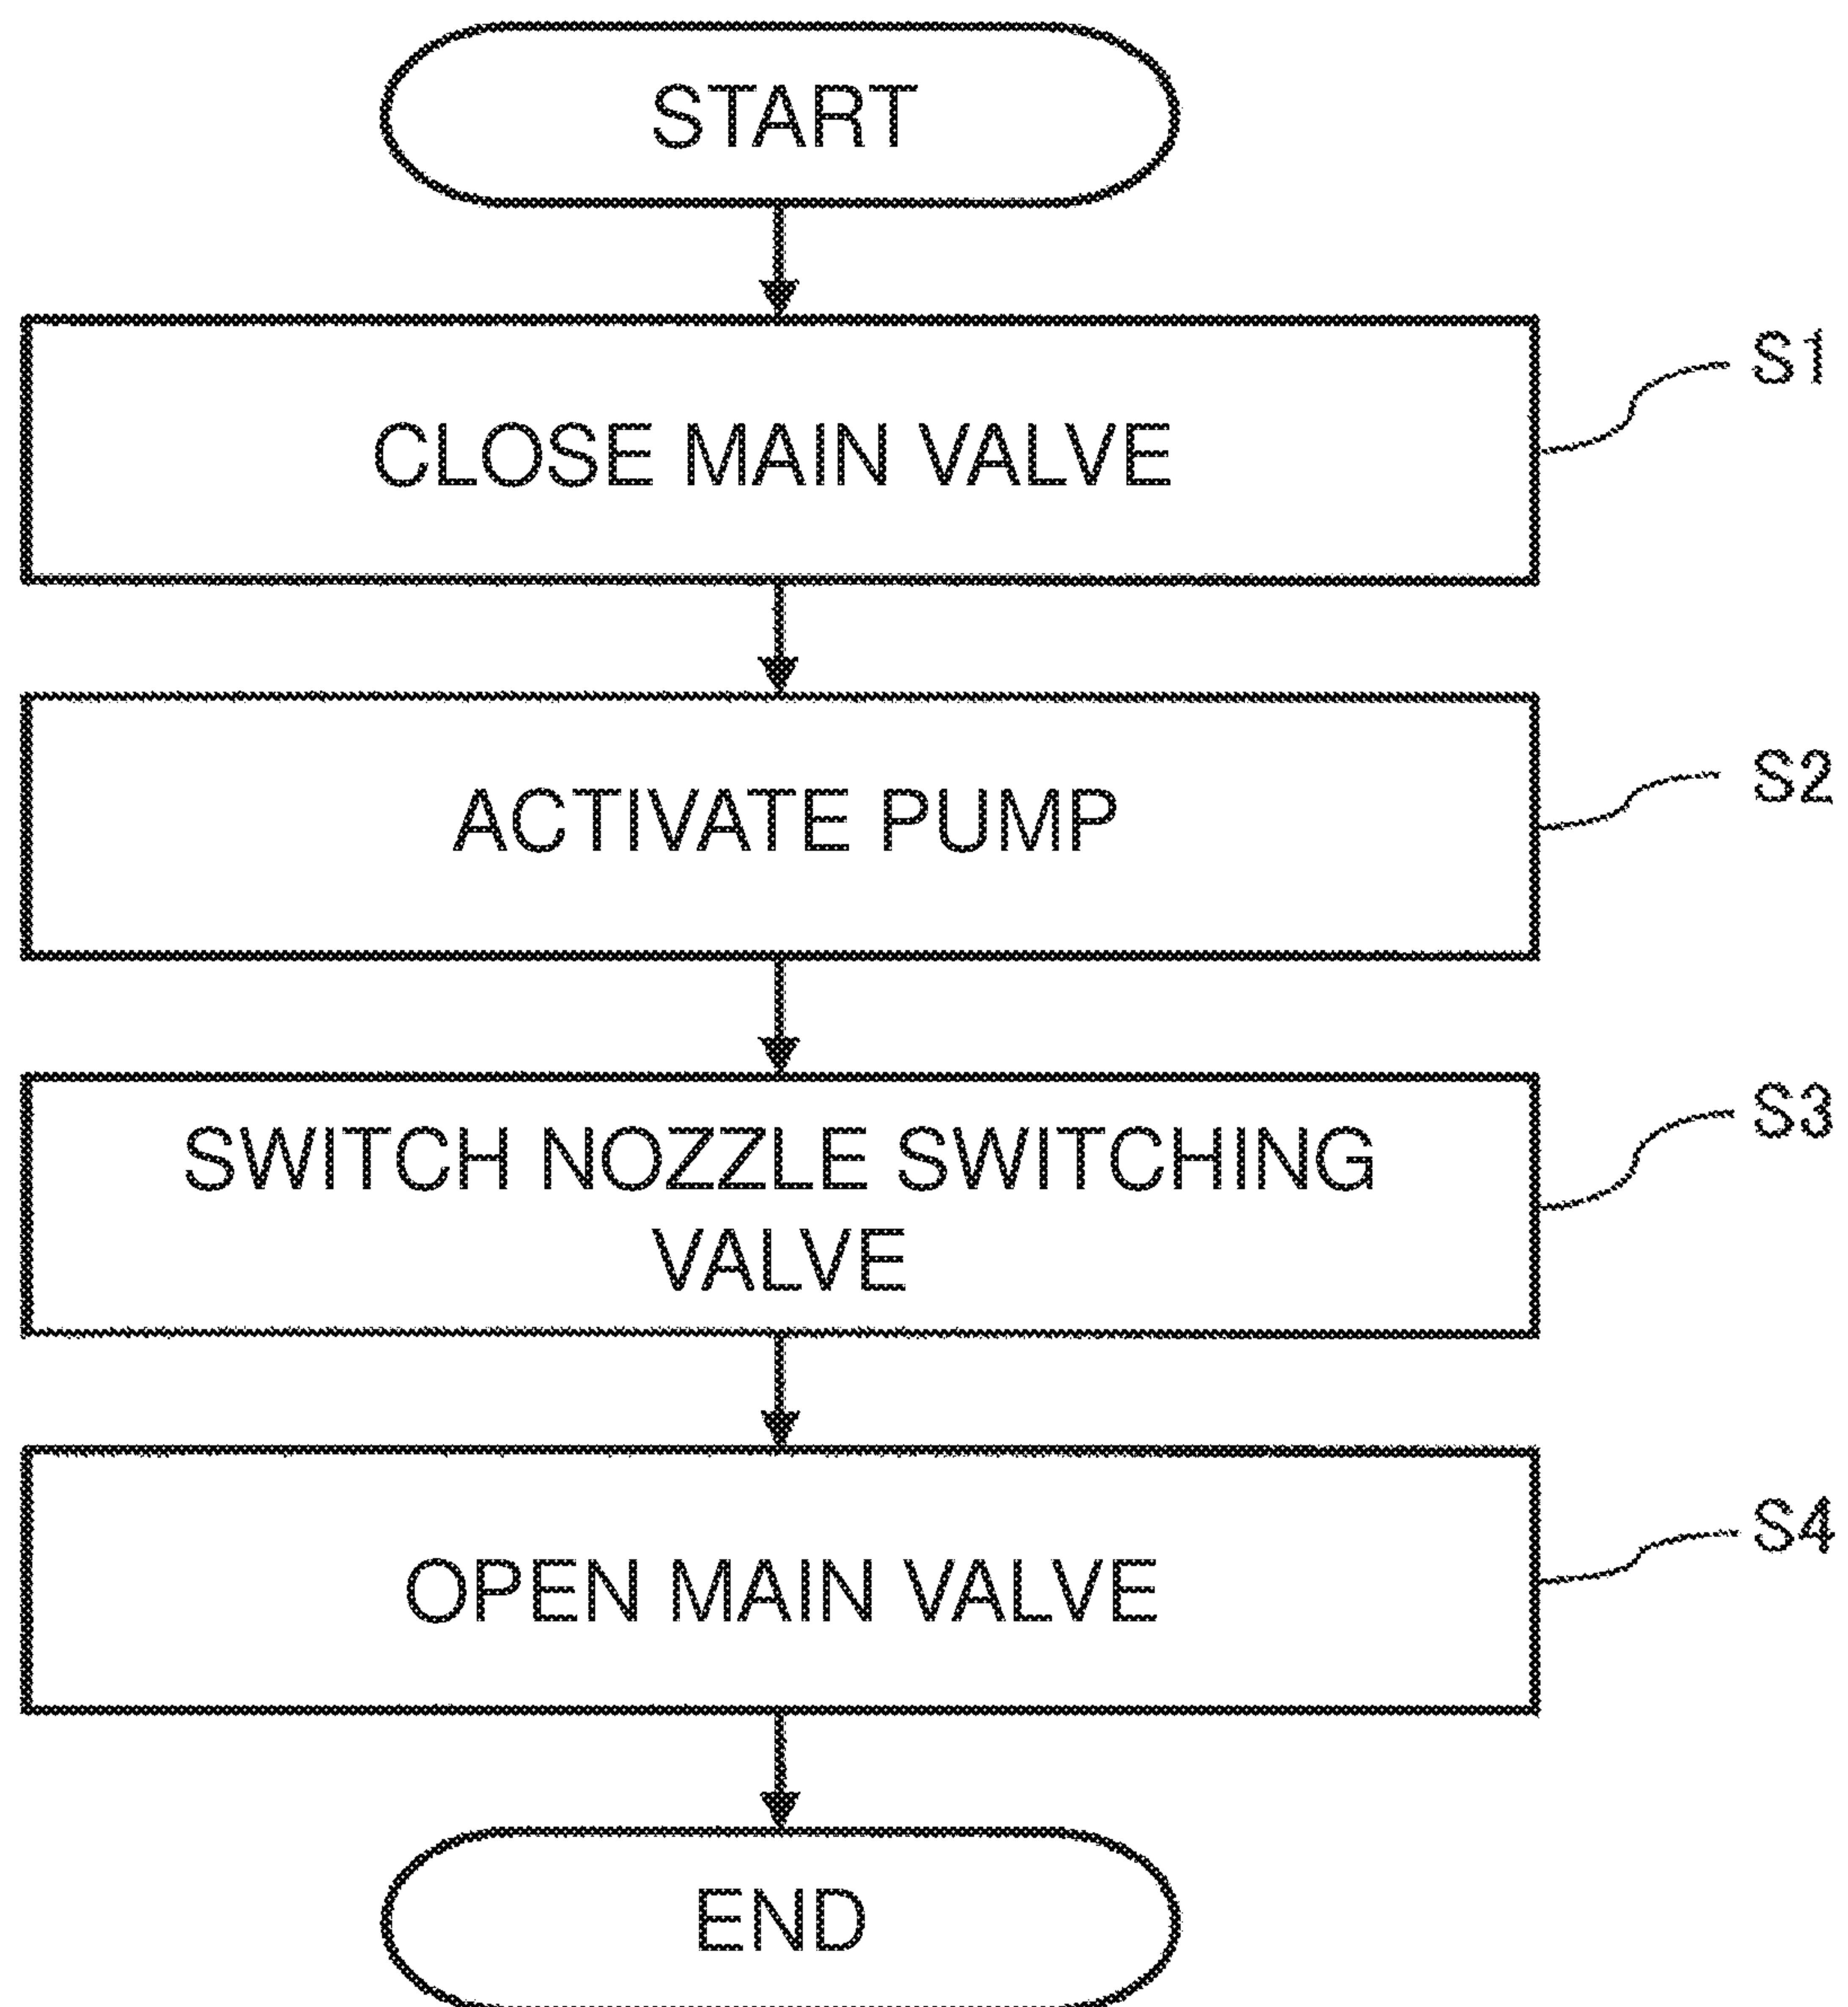 START
CLOSE MAIN VALVE
S1
ACTIVATE PUMP
S2
SWITCH NOZZLE SWITCHING
VALVE
S3
OPEN MAIN VALVE
S4
END